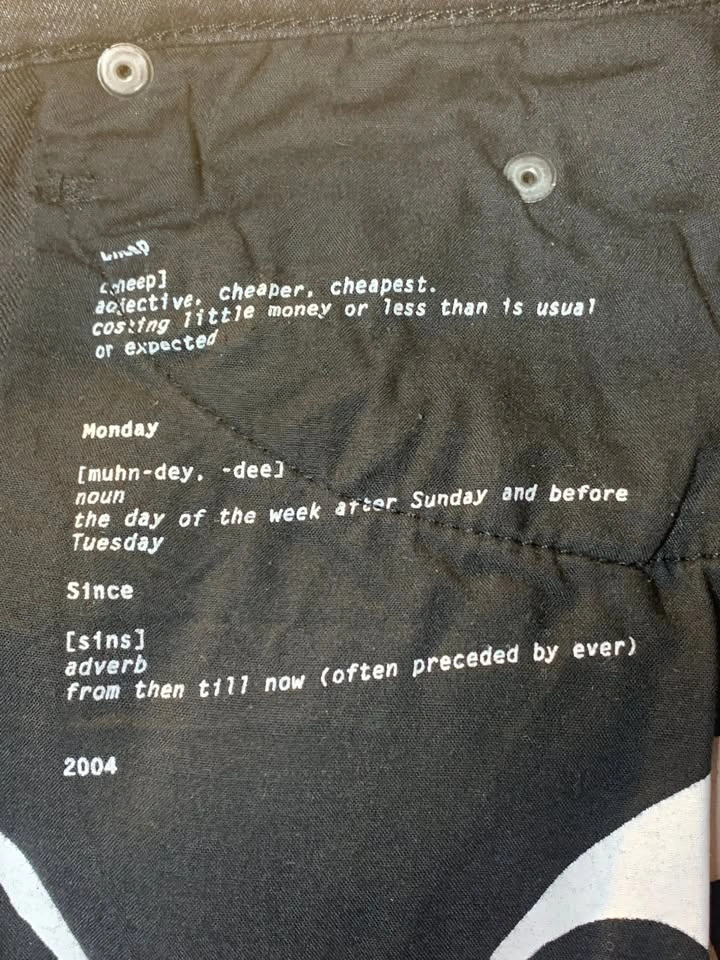 Cheap
[cheep]
adjective, cheaper, cheapest.
costing little money or less than is usual
or expected
Monday
[muhn-dey, -dee]
noun
the day of the week after Sunday and before
Tuesday
Since
[sins]
adverb
from then till now (often preceded by ever)
2004